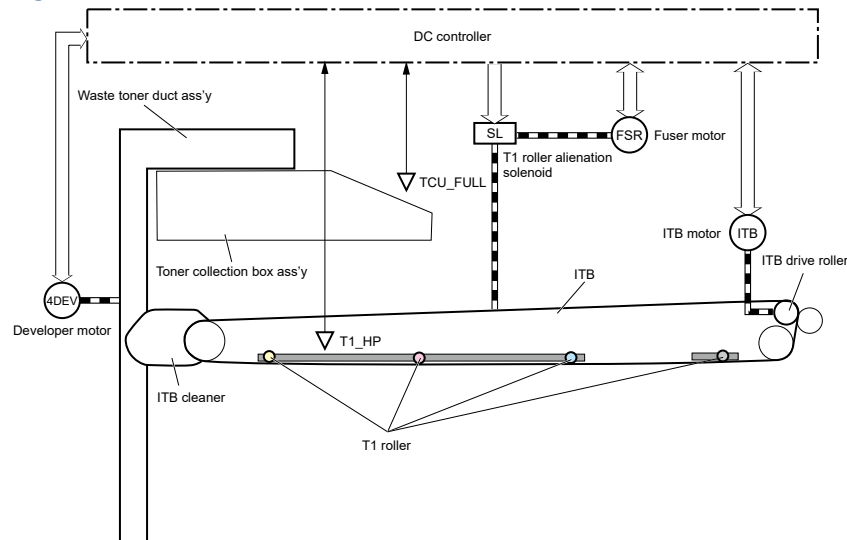 DC controller
Waste toner duct ass'y
SL
FSR
Fuser motor
T1 roller alienation
solenoid
TCU_FULL
ITB motor
ITB
ITB drive roller
Toner collection box ass'y
ITB
4DEV
Developer motor
T1_HP
ITB cleaner
T1 roller